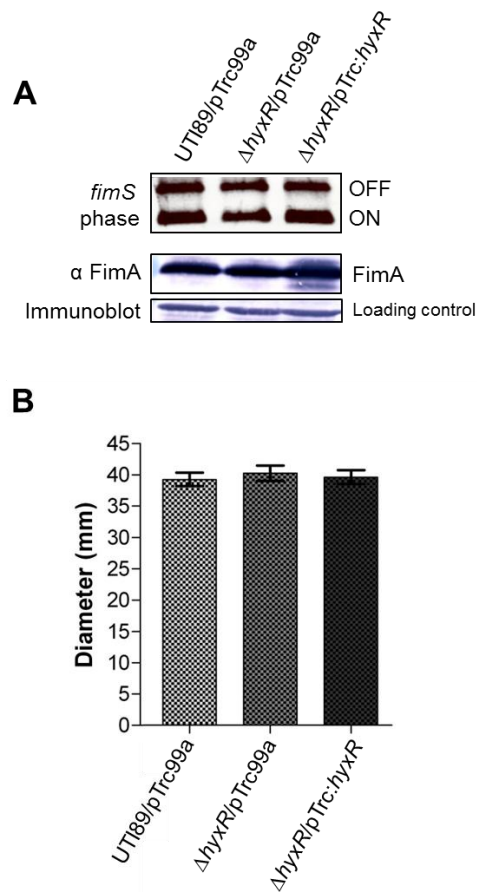 A
UTI89/pTrc99a
ΔhyxR/pTrc99a
ΔhyxR/pTrc:hyxR
fimS
phase
OFF
ON
α FimA
FimA
Immunoblot
Loading control
B
45
40
35
30
25
20
15
10
5
0
Diameter (mm)
UTI89/pTrc99a
ΔhyxR/pTrc99a
ΔhyxR/pTrc:hyxR